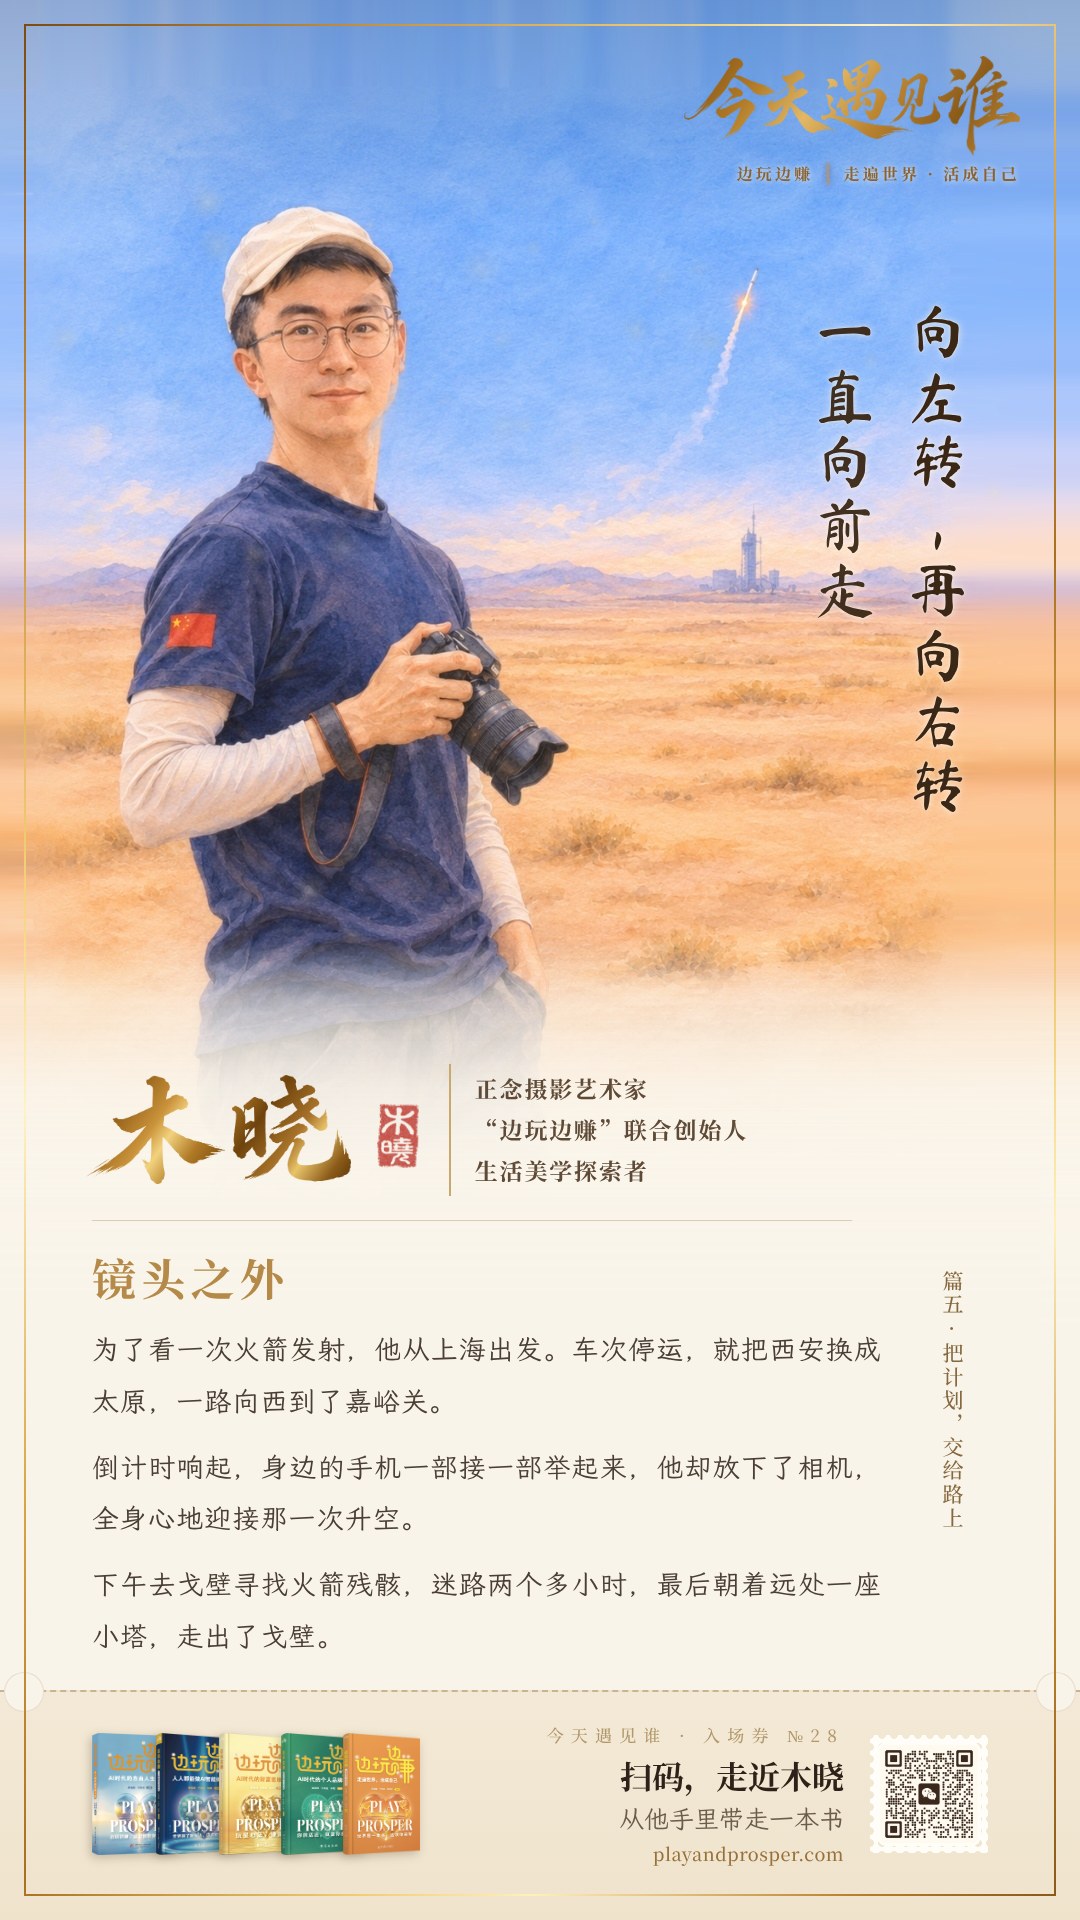 今天遇见谁
边玩边赚 走遍世界 · 活成自己
向左转，再向右转
一直向前走
木晓
木曉
正念摄影艺术家
“边玩边赚”联合创始人
生活美学探索者
镜头之外
为了看一次火箭发射，他从上海出发。车次停运，就把西安换成
太原，一路向西到了嘉峪关。
倒计时响起，身边的手机一部接一部举起来，他却放下了相机，
全身心地迎接那一次升空。
下午去戈壁寻找火箭残骸，迷路两个多小时，最后朝着远处一座
小塔，走出了戈壁。
篇五·把计划，交给路上
边玩边赚
PLAY
PROSPER
今天遇见谁 · 入场券 №28
扫码，走近木晓
从他手里带走一本书
playandprosper.com